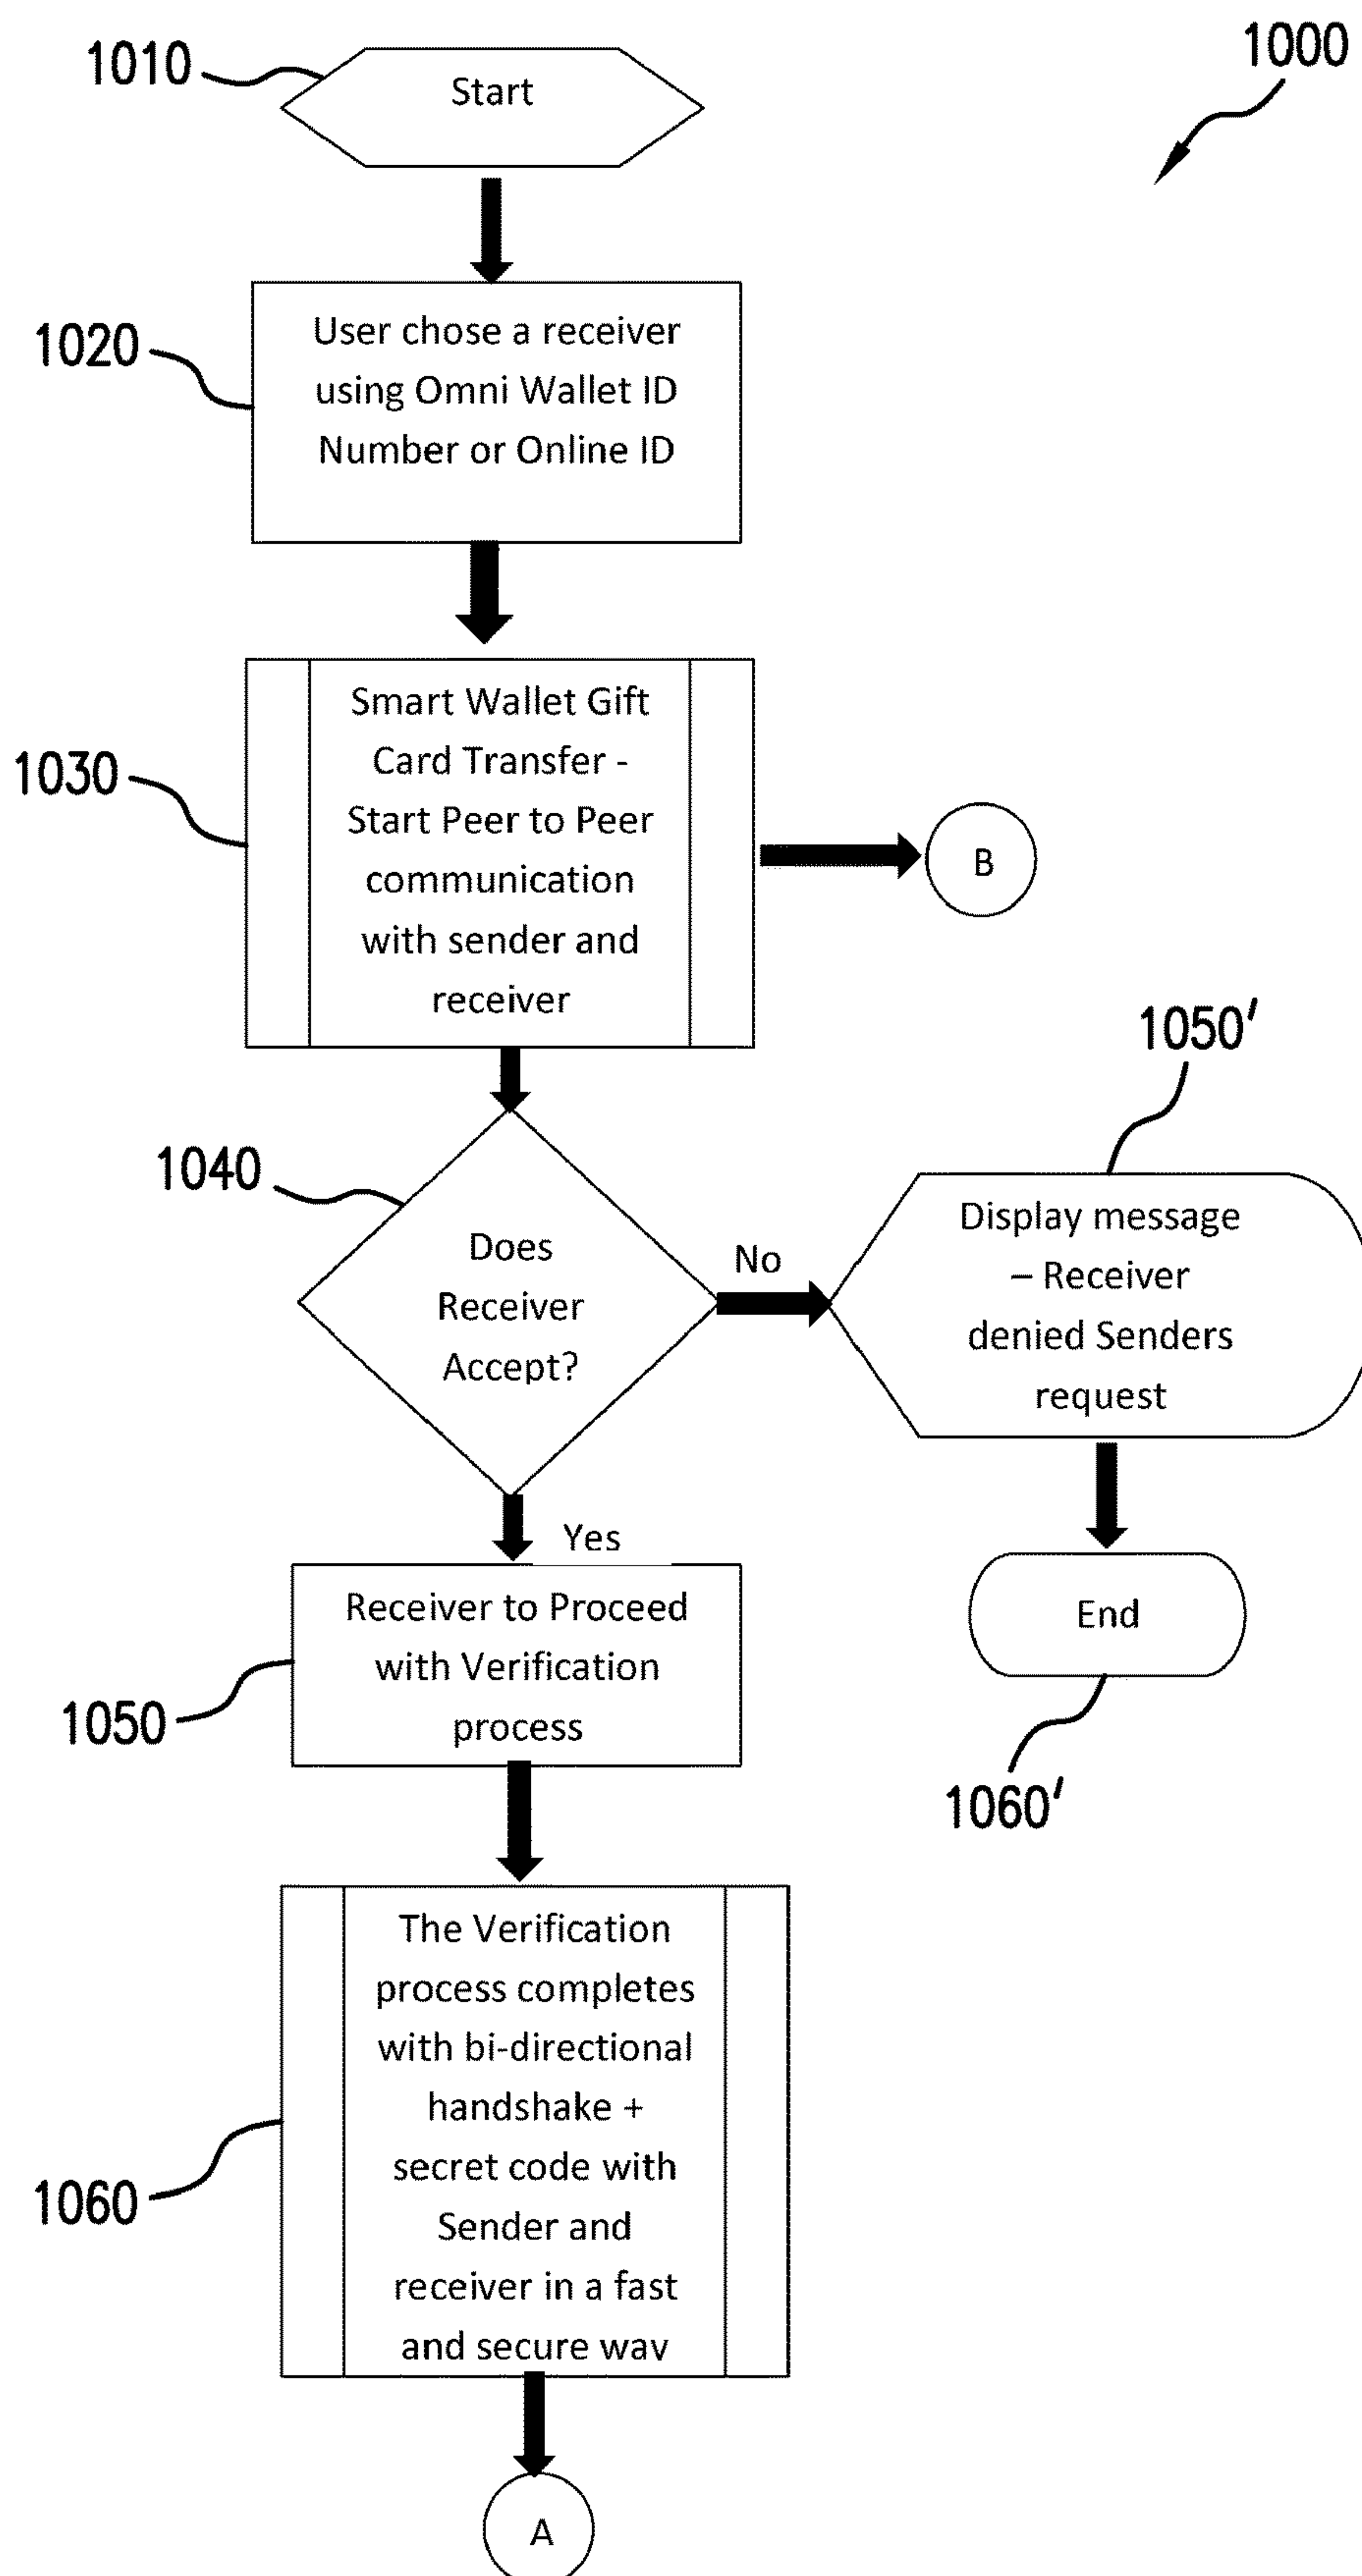 1000
1010
Start
1020
User chose a receiver
using Omni Wallet ID
Number or Online ID
1030
Smart Wallet Gift
Card Transfer -
Start Peer to Peer
communication
with sender and
receiver
B
1040
Does
Receiver
Accept?
No
1050'
Display message
– Receiver
denied Senders
request
End
1060'
Yes
1050
Receiver to Proceed
with Verification
process
1060
The Verification
process completes
with bi-directional
handshake +
secret code with
Sender and
receiver in a fast
and secure way
A